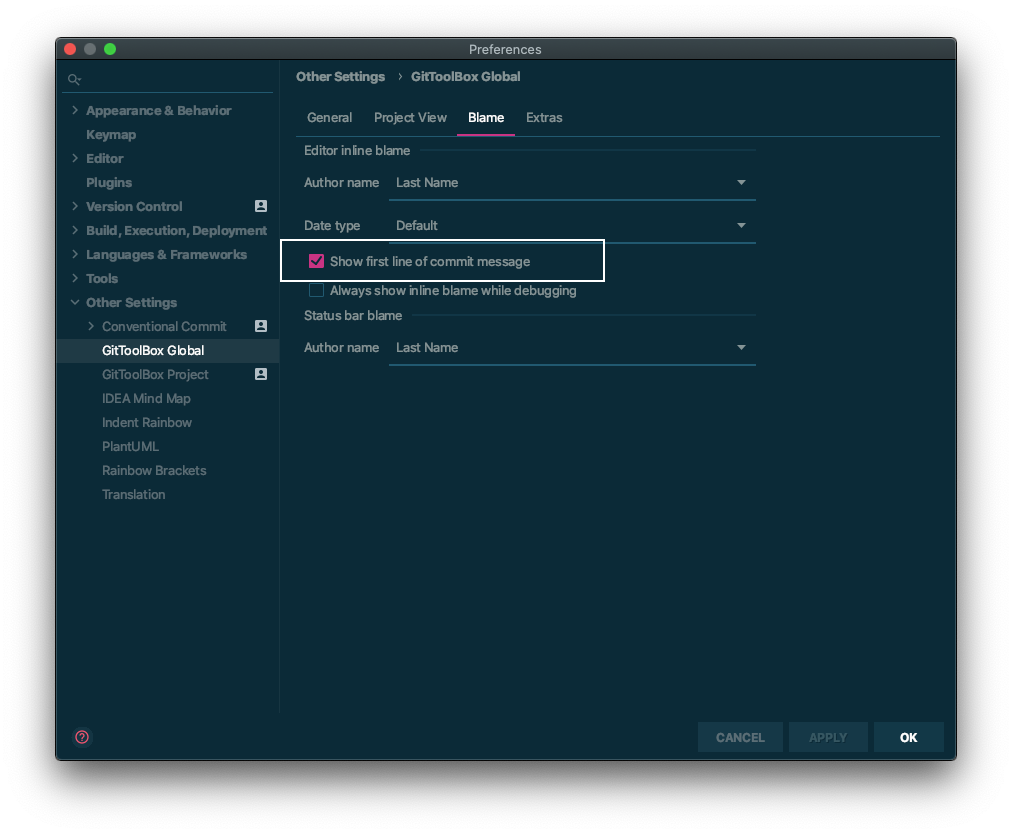 Preferences
Appearance & Behavior
Keymap
Editor
Plugins
Version Control
Build, Execution, Deployment
Languages & Frameworks
Tools
Other Settings
Conventional Commit
GitToolBox Global
GitToolBox Project
IDEA Mind Map
Indent Rainbow
PlantUML
Rainbow Brackets
Translation
Other Settings › GitToolBox Global
General Project View Blame Extras
Editor inline blame
Author name Last Name
Date type Default
Show first line of commit message
Always show inline blame while debugging
Status bar blame
Author name Last Name
CANCEL APPLY OK